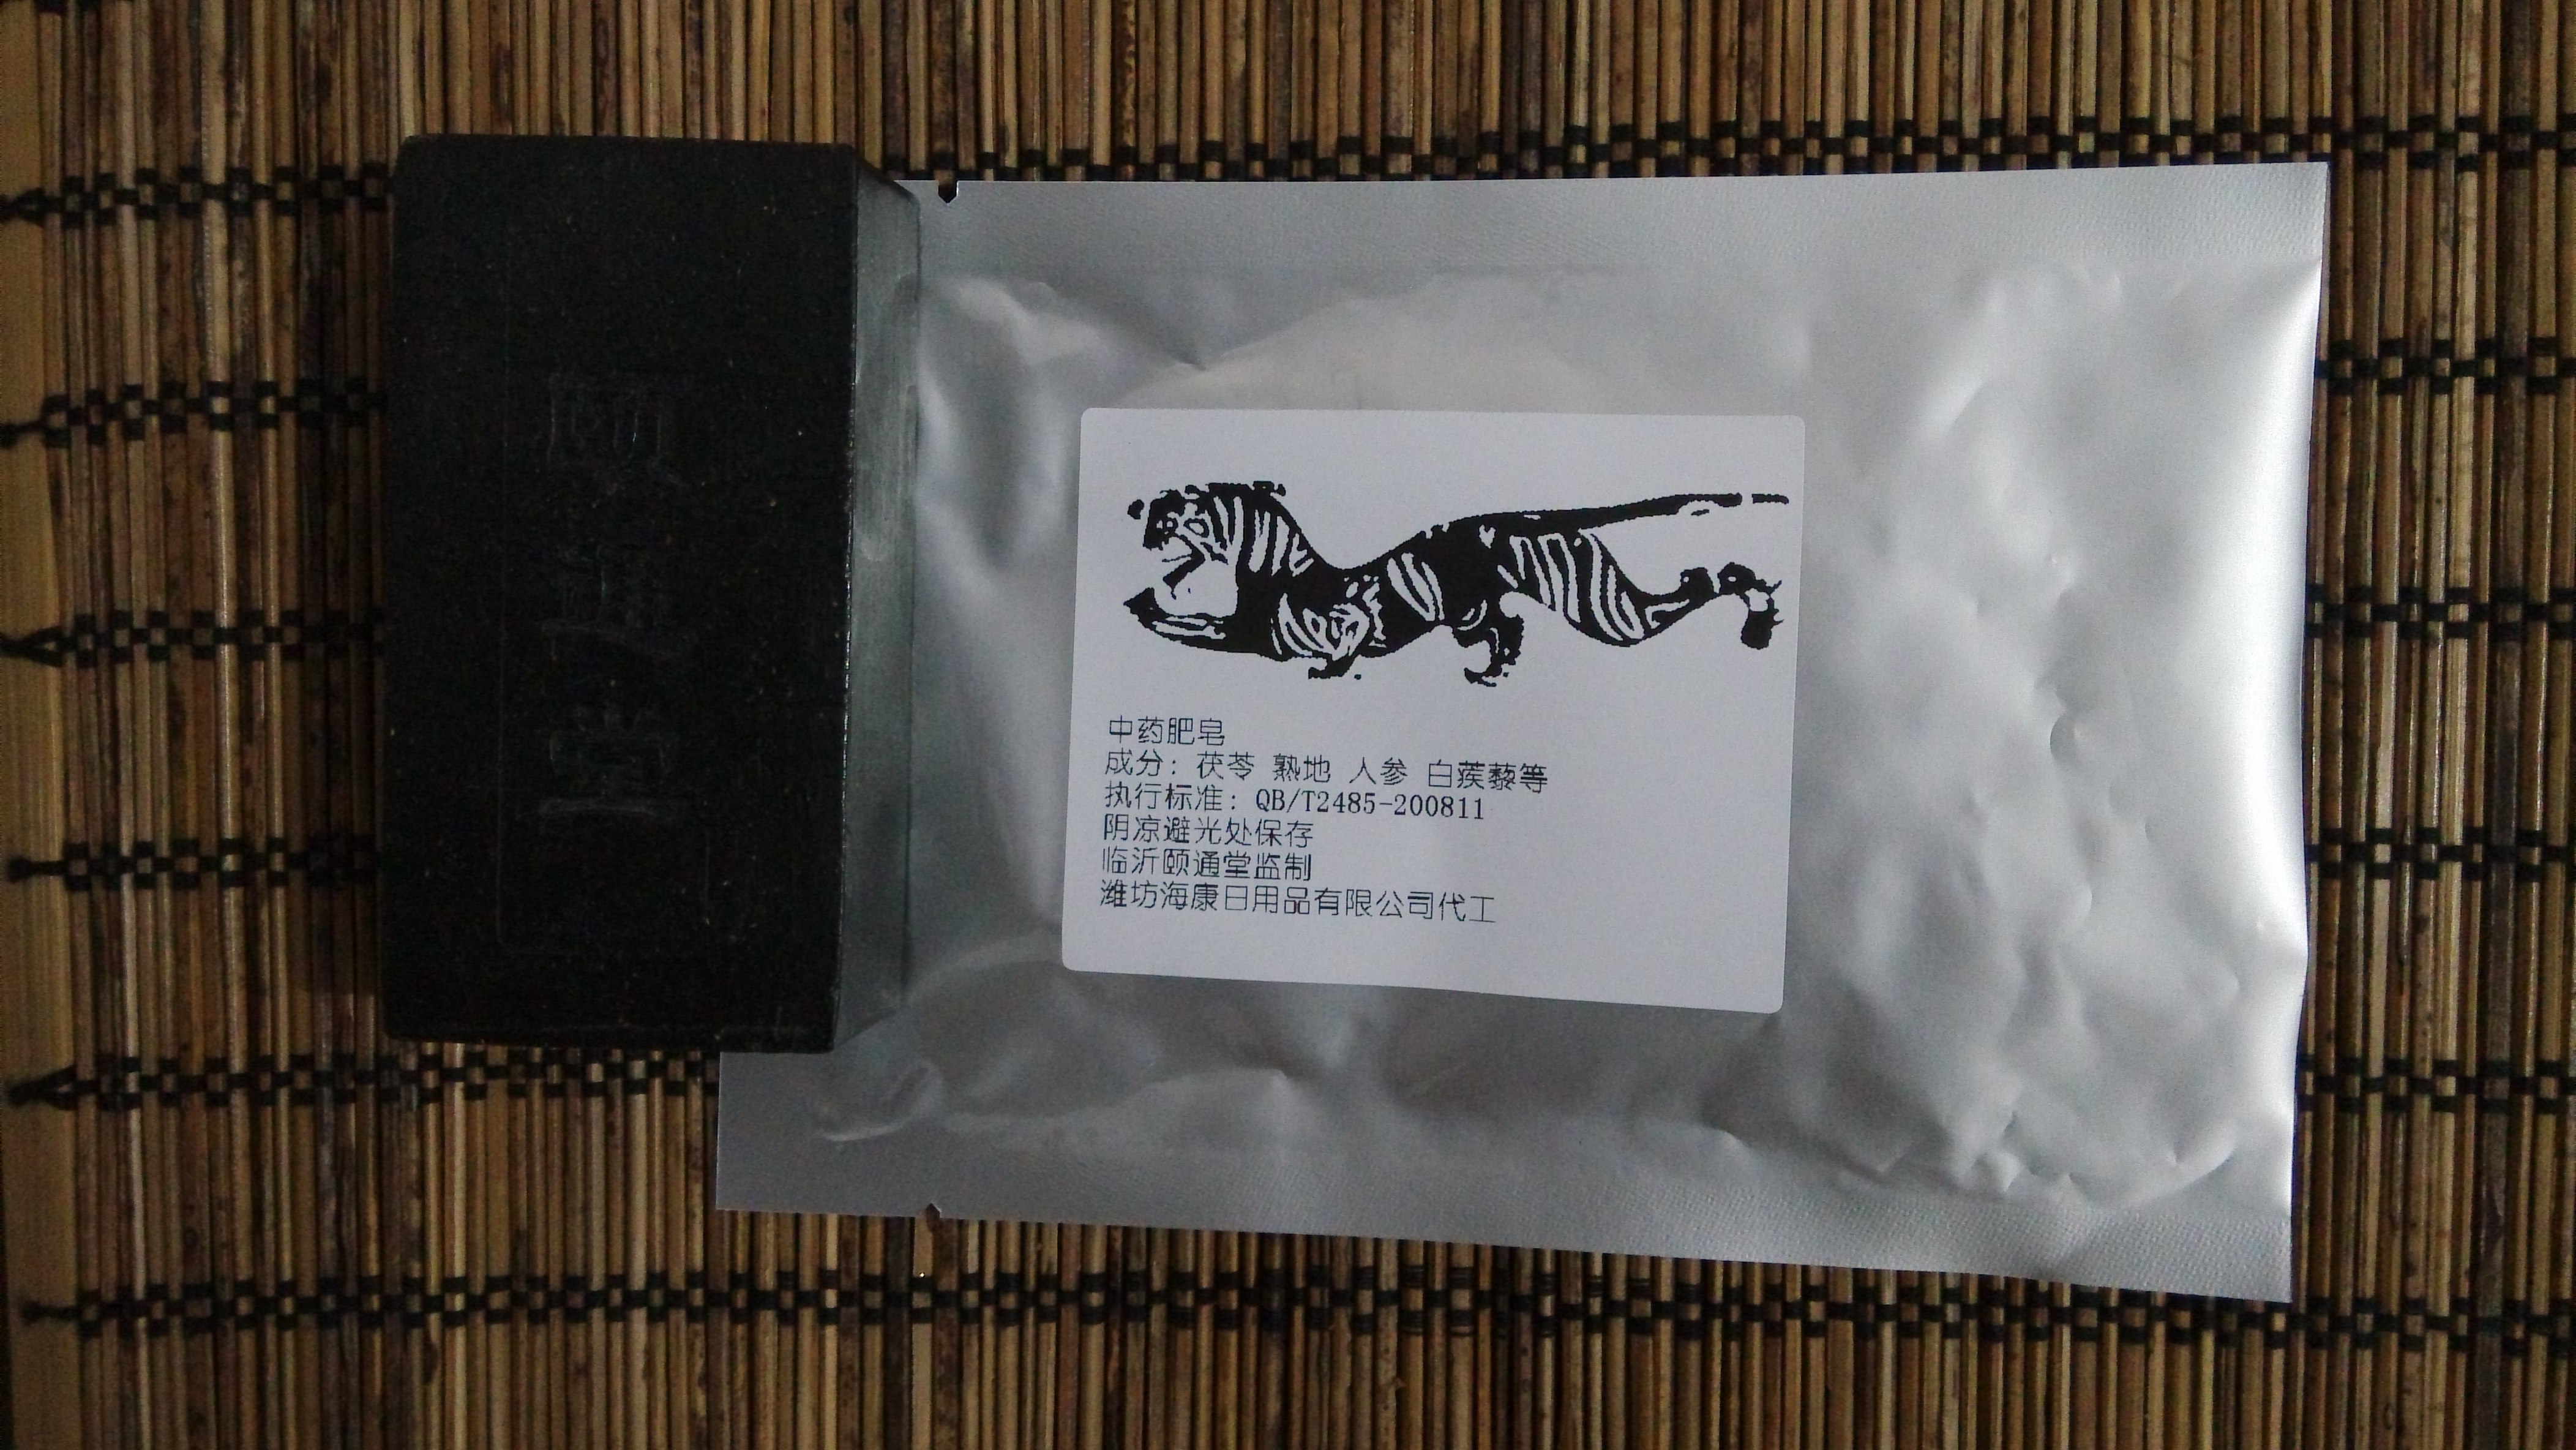 中药肥皂
成分: 茯苓 熟地 人参 白蒺藜等
执行标准: QB/T2485-200811
阴凉避光处保存
临沂颐通堂监制
潍坊海康日用品有限公司代工